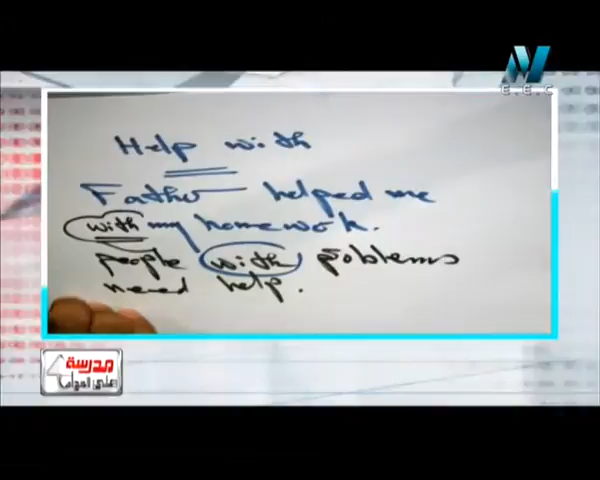 E.E.C
Help with
Father helped me
with my homework.
people with problems
need help.
مدرسة
على الهواء